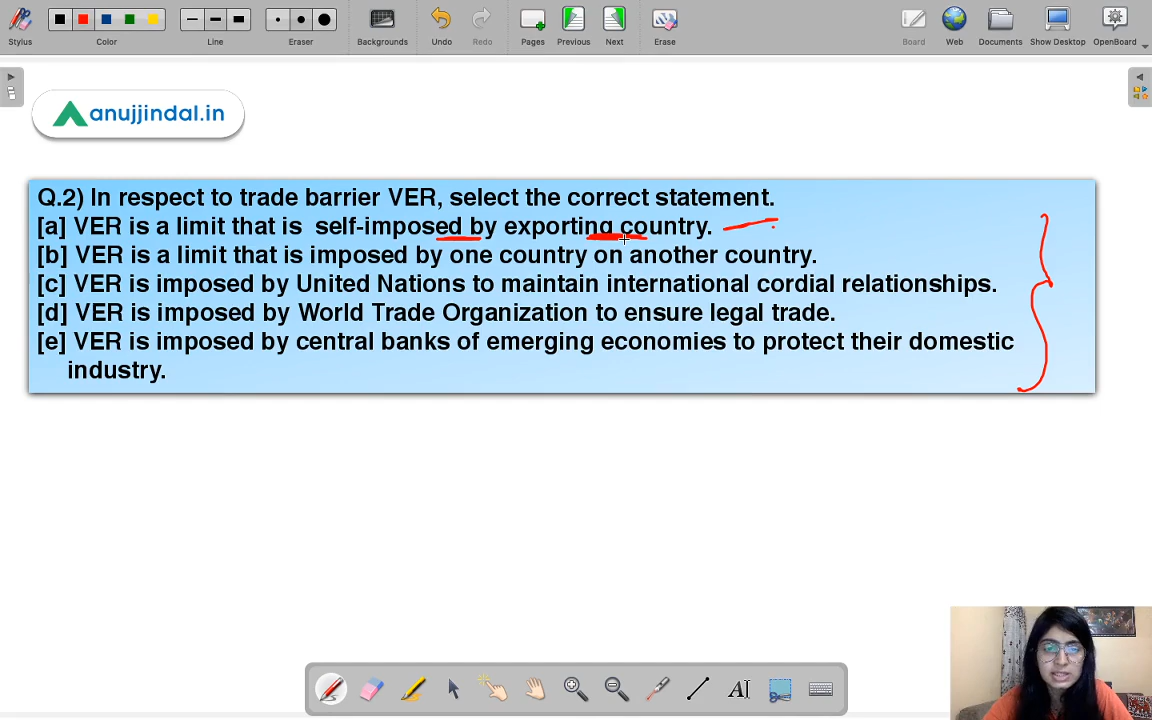 Stylus
Color
Line
Eraser
Backgrounds
Undo
Redo
Pages
Previous
Next
Erase
Board
Web
Documents
Show Desktop
OpenBoard
anujjindal.in
Q.2) In respect to trade barrier VER, select the correct statement.
[a] VER is a limit that is self-imposed by exporting country.
[b] VER is a limit that is imposed by one country on another country.
[c] VER is imposed by United Nations to maintain international cordial relationships.
[d] VER is imposed by World Trade Organization to ensure legal trade.
[e] VER is imposed by central banks of emerging economies to protect their domestic
industry.
AI